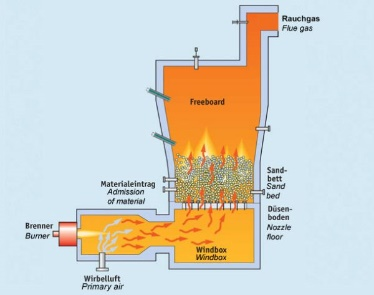 Rauchgas
Flue gas
Freeboard
Materialeintrag
Admission
of material
Sand-
bett
Sand
bed
Düsen-
boden
Nozzle
floor
Brenner
Burner
Windbox
Windbox
Wirbelluft
Primary air